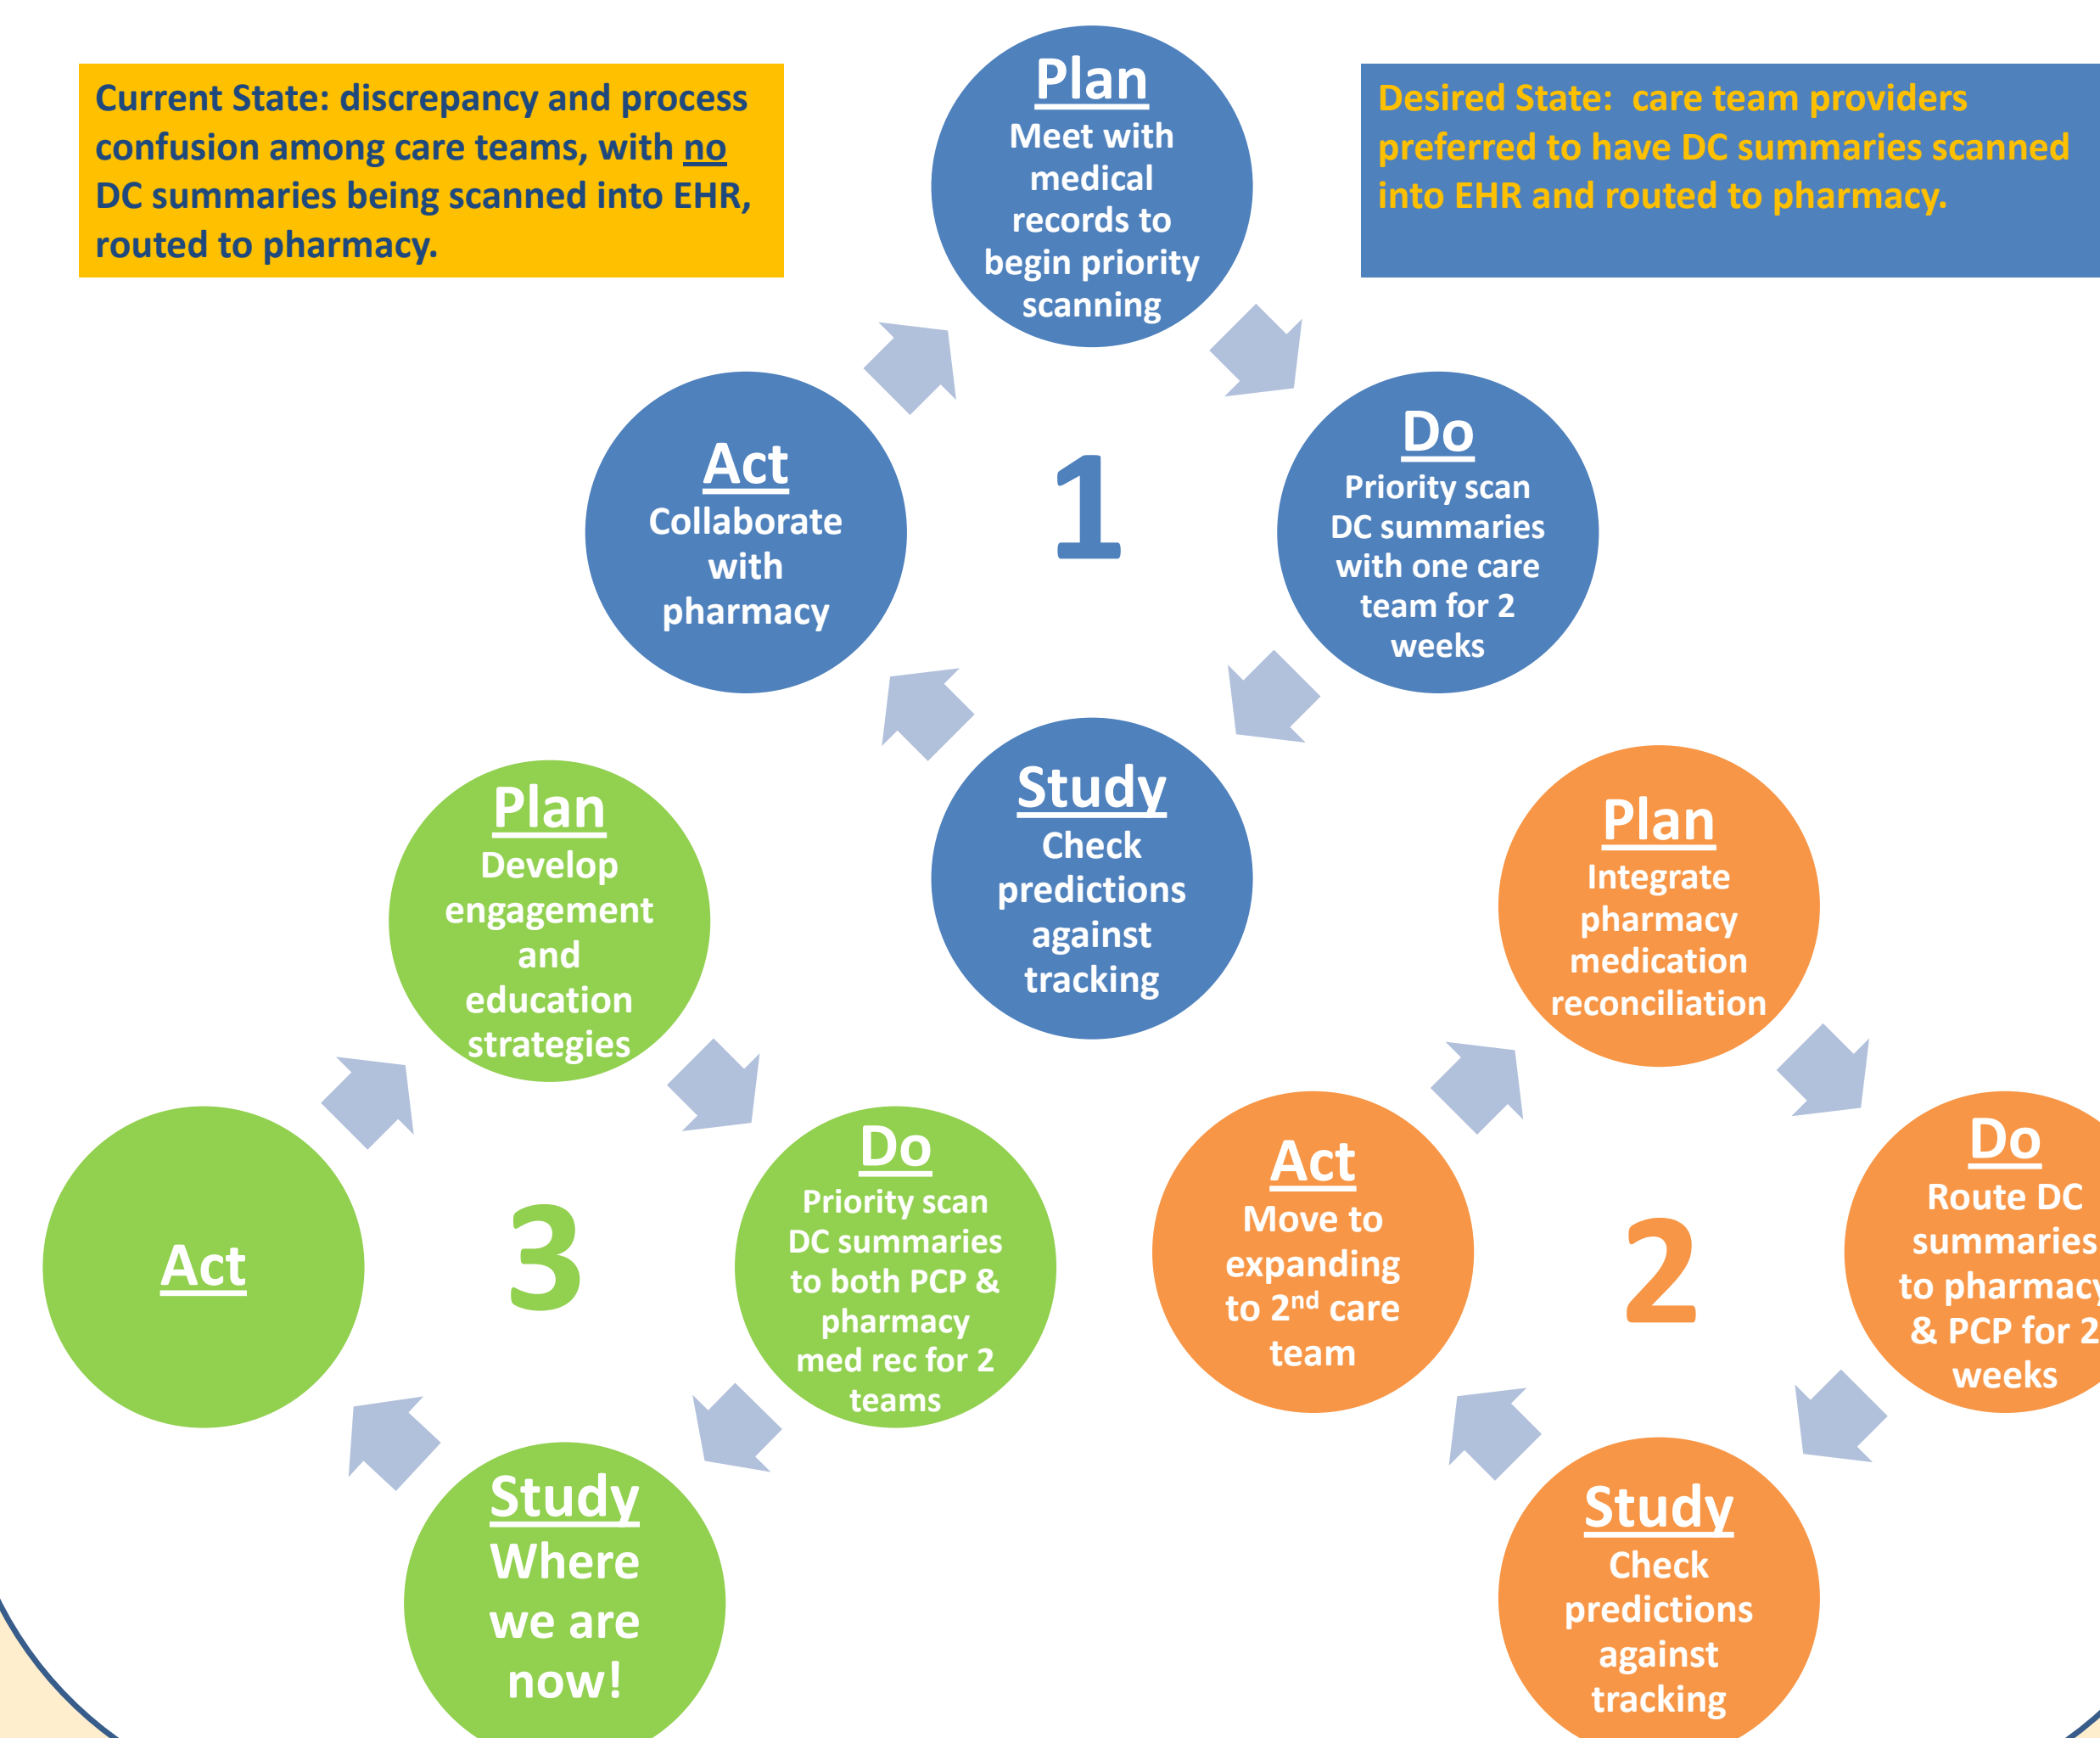 Current State: discrepancy and process
confusion among care teams, with no
DC summaries being scanned into EHR,
routed to pharmacy.
Desired State:  care team providers
preferred to have DC summaries scanned
into EHR and routed to pharmacy.
Plan
Meet with
medical
records to
begin priority
scanning
Do
Priority scan
DC summaries
with one care
team for 2
weeks
Study
Check
predictions
against
tracking
Act
Collaborate
with
pharmacy
1
Plan
Integrate
pharmacy
medication
reconciliation
Do
Route DC
summaries
to pharmacy
& PCP for 2
weeks
Study
Check
predictions
against
tracking
Act
Move to
expanding
to 2nd care
team
2
Plan
Develop
engagement
and
education
strategies
Do
Priority scan
DC summaries
to both PCP &
pharmacy
med rec for 2
teams
Study
Where
we are
now!
Act
3